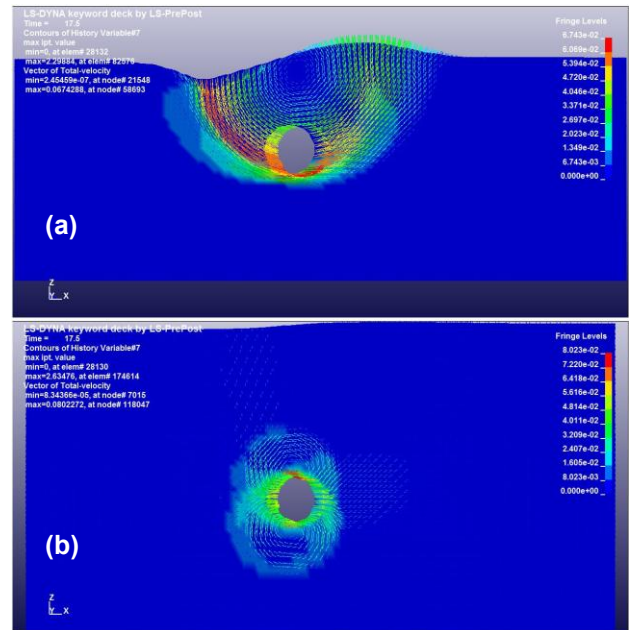 LS-DYNA keyword deck by LS-PrePost
Time = 17.5
Contours of History Variable#7
max ipt. value
min=0, at elem# 28132
max=2.29884, at elem# 82576
Vector of Total-velocity
min=2.45459e-07, at node# 21548
max=0.0674288, at node# 58693
Fringe Levels
6.743e-02
6.069e-02
5.394e-02
4.720e-02
4.046e-02
3.371e-02
2.697e-02
2.023e-02
1.349e-02
6.743e-03
0.000e+00
(a)
Z
Y X
LS-DYNA keyword deck by LS-PrePost
Time = 17.5
Contours of History Variable#7
max ipt. value
min=0, at elem# 28130
max=2.63476, at elem# 174614
Vector of Total-velocity
min=8.34366e-05, at node# 7015
max=0.0802272, at node# 118047
Fringe Levels
8.023e-02
7.220e-02
6.418e-02
5.616e-02
4.814e-02
4.011e-02
3.209e-02
2.407e-02
1.605e-02
8.023e-03
0.000e+00
(b)
Z
Y X